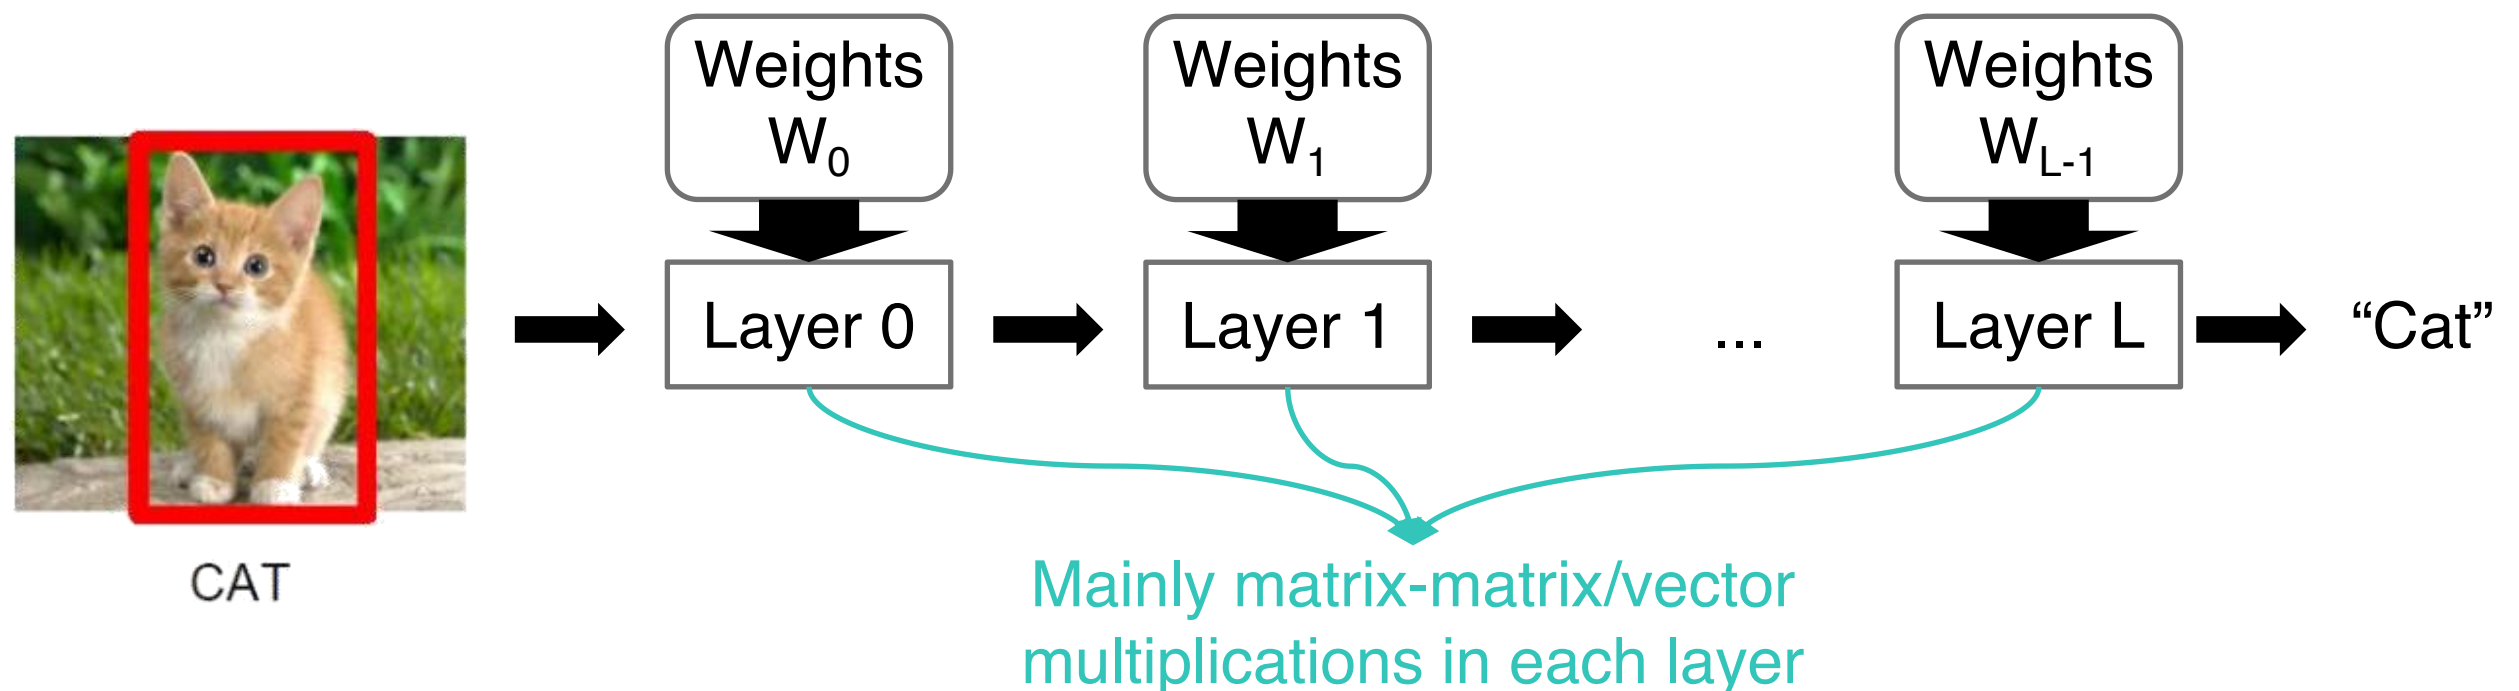 Weights
W0
Weights
W1
Weights
WL-1
Layer 0
Layer 1
...
Layer L
“Cat”
CAT
Mainly matrix-matrix/vector
multiplications in each layer